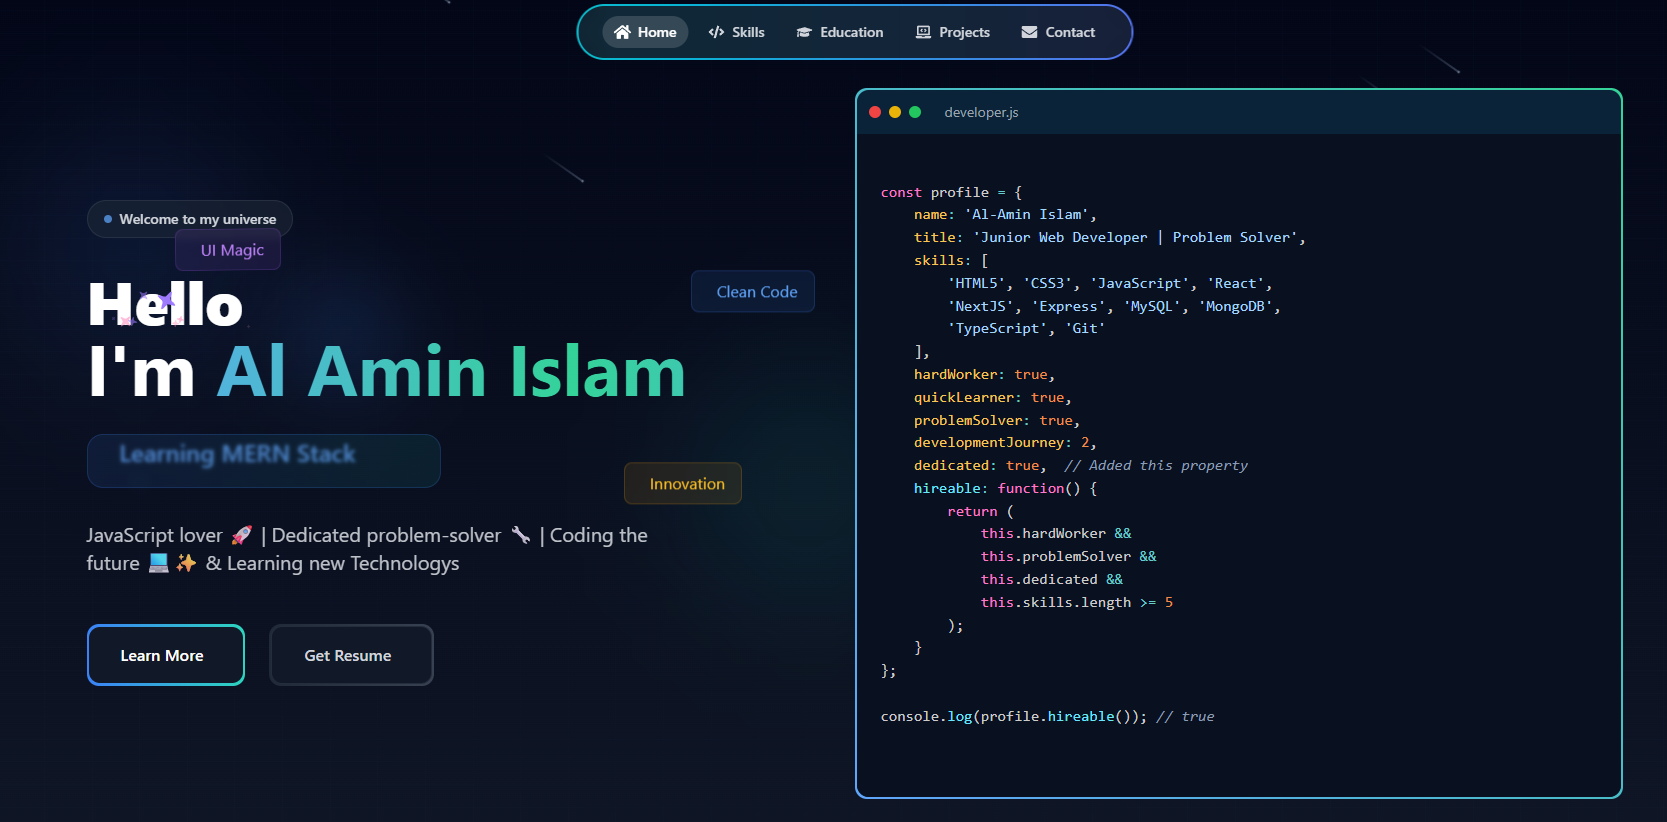 Home Skills Education Projects Contact
Welcome to my universe
UI Magic
Clean Code
Hello
I'm Al Amin Islam
Learning MERN Stack
Innovation
JavaScript lover 🚀 | Dedicated problem-solver 🔧 | Coding the
future 💻 ✨ & Learning new Technologys
Learn More
Get Resume
developer.js
const profile = {
    name: 'Al-Amin Islam',
    title: 'Junior Web Developer | Problem Solver',
    skills: [
        'HTML5', 'CSS3', 'JavaScript', 'React',
        'NextJS', 'Express', 'MySQL', 'MongoDB',
        'TypeScript', 'Git'
    ],
    hardWorker: true,
    quickLearner: true,
    problemSolver: true,
    developmentJourney: 2,
    dedicated: true,  // Added this property
    hireable: function() {
        return (
            this.hardWorker &&
            this.problemSolver &&
            this.dedicated &&
            this.skills.length >= 5
        );
    }
};
console.log(profile.hireable()); // true